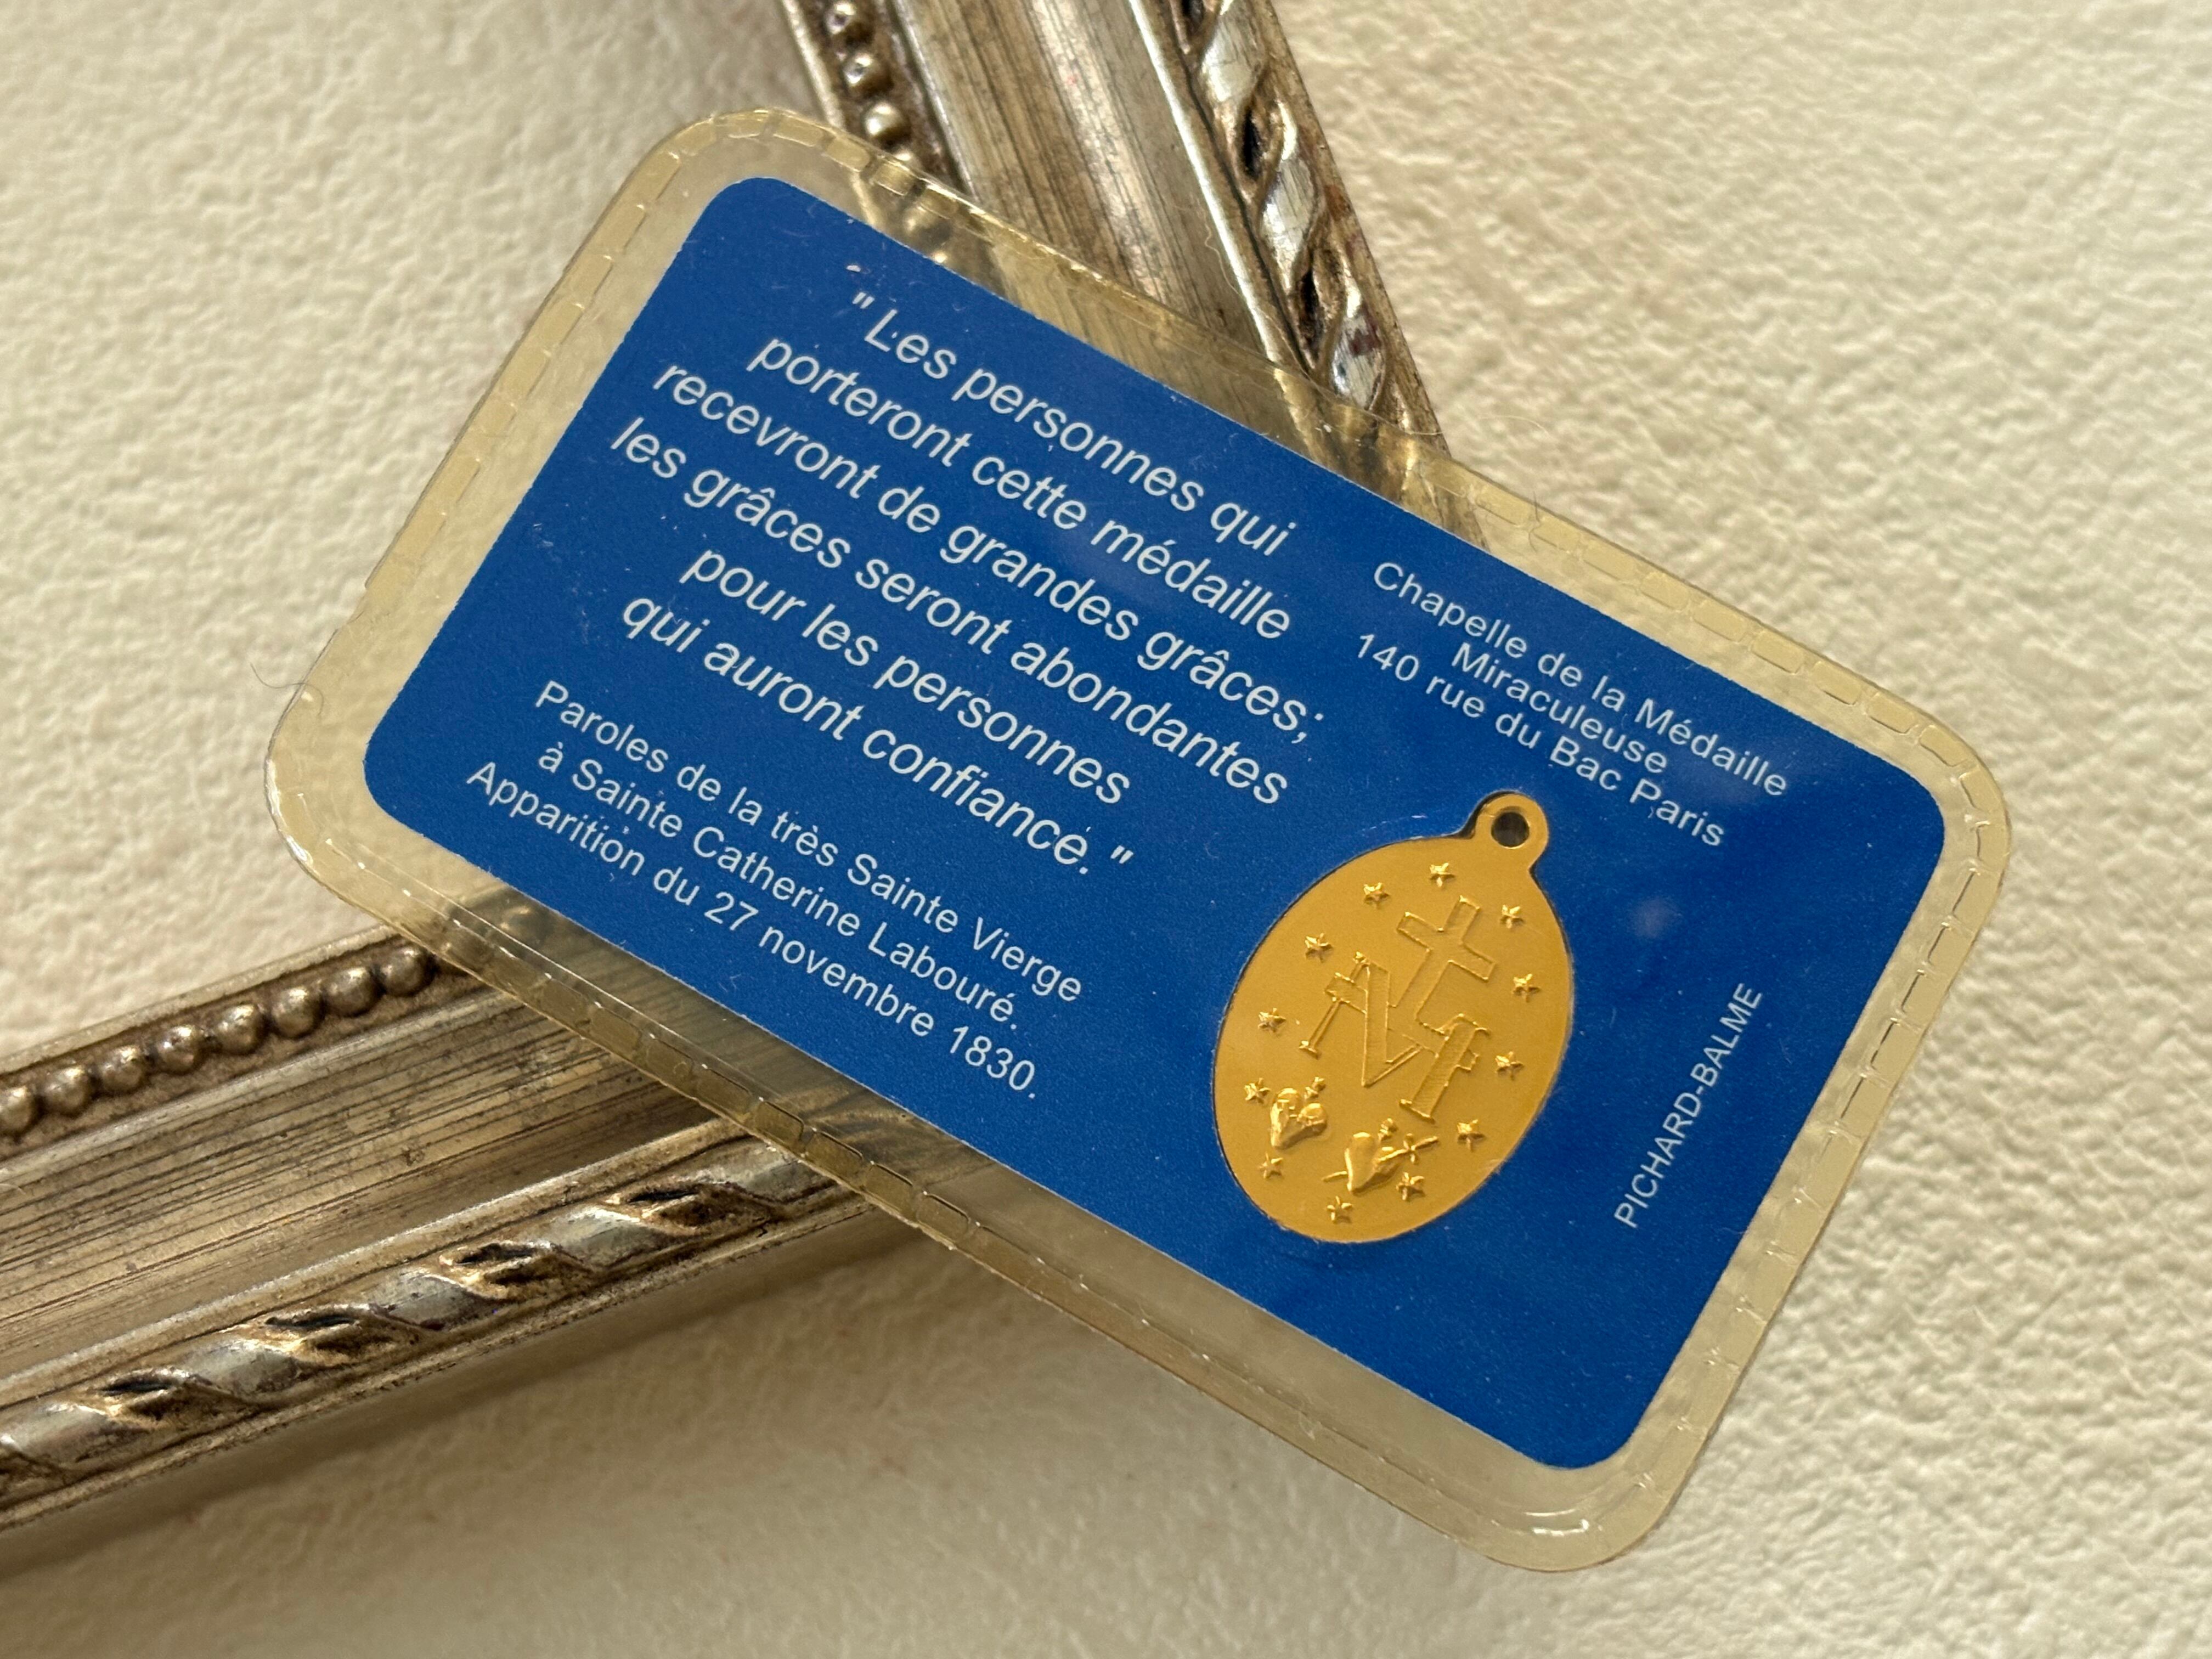 "Les personnes qui
porteront cette médaille
recevront de grandes grâces;
les grâces seront abondantes
pour les personnes
qui auront confiance."
Paroles de la très Sainte Vierge
à Sainte Catherine Labouré.
Apparition du 27 novembre 1830.
Chapelle de la Médaille
Miraculeuse
140 rue du Bac Paris
M
PICHARD-BALME